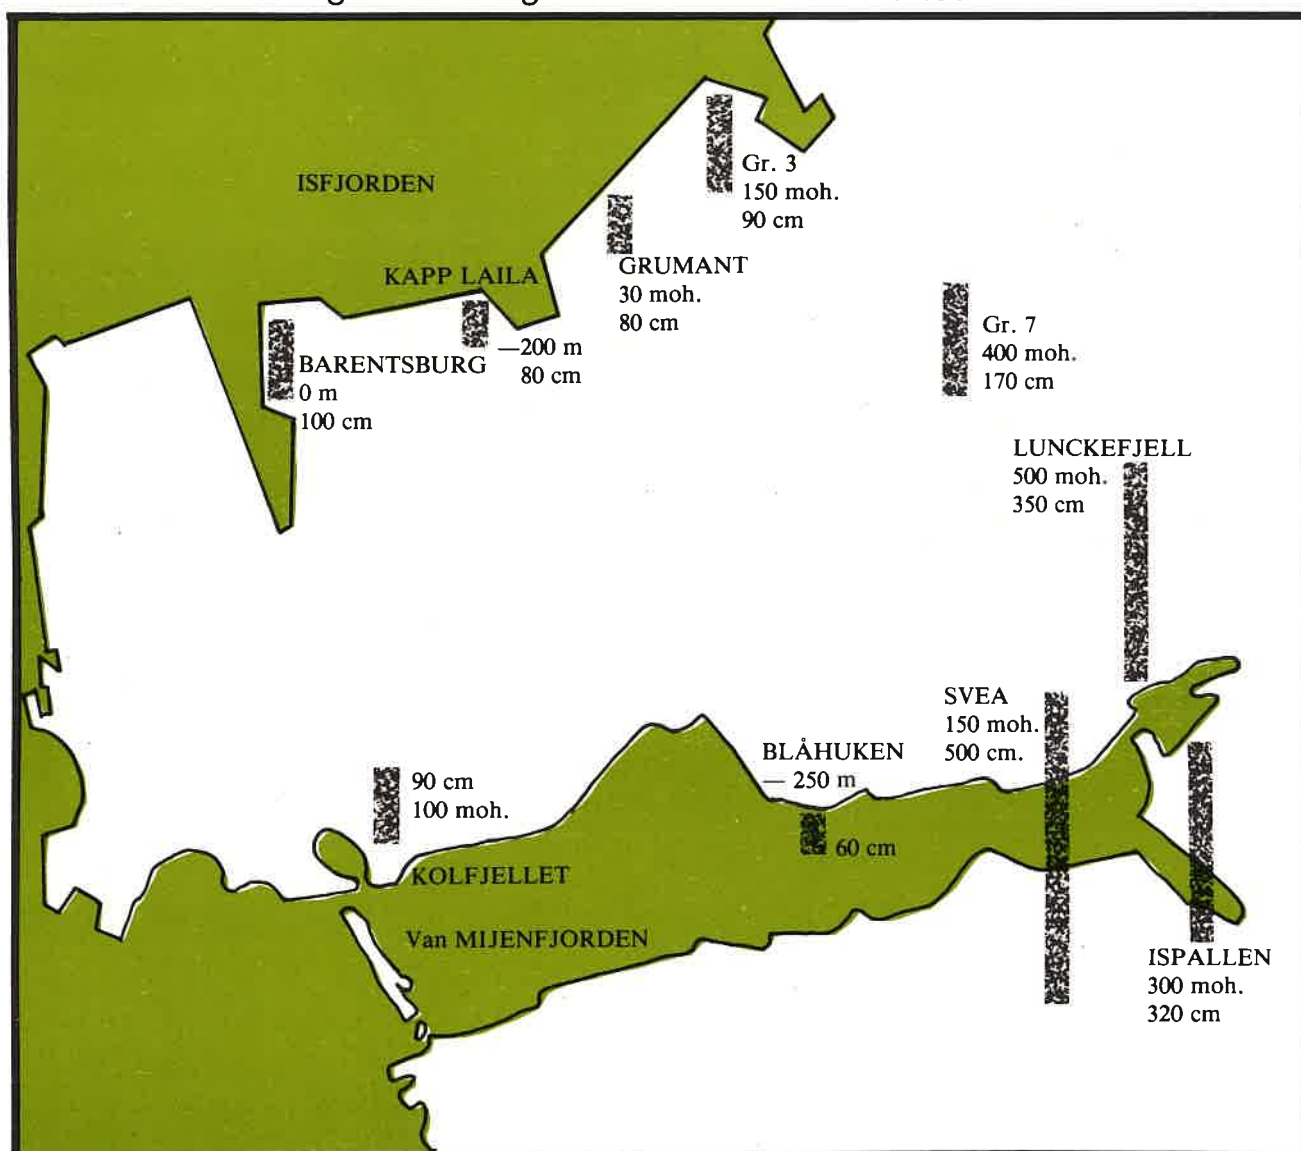 ISFJORDEN
Gr. 3
150 moh.
90 cm
KAPP LAILA
GRUMANT
30 moh.
80 cm
—200 m
80 cm
BARENTSBURG
0 m
100 cm
Gr. 7
400 moh.
170 cm
LUNCKEFJELL
500 moh.
350 cm
SVEA
150 moh.
500 cm.
BLÅHUKEN
— 250 m
60 cm
90 cm
100 moh.
KOLFJELLET
Van MIJENFJORDEN
ISPALLEN
300 moh.
320 cm